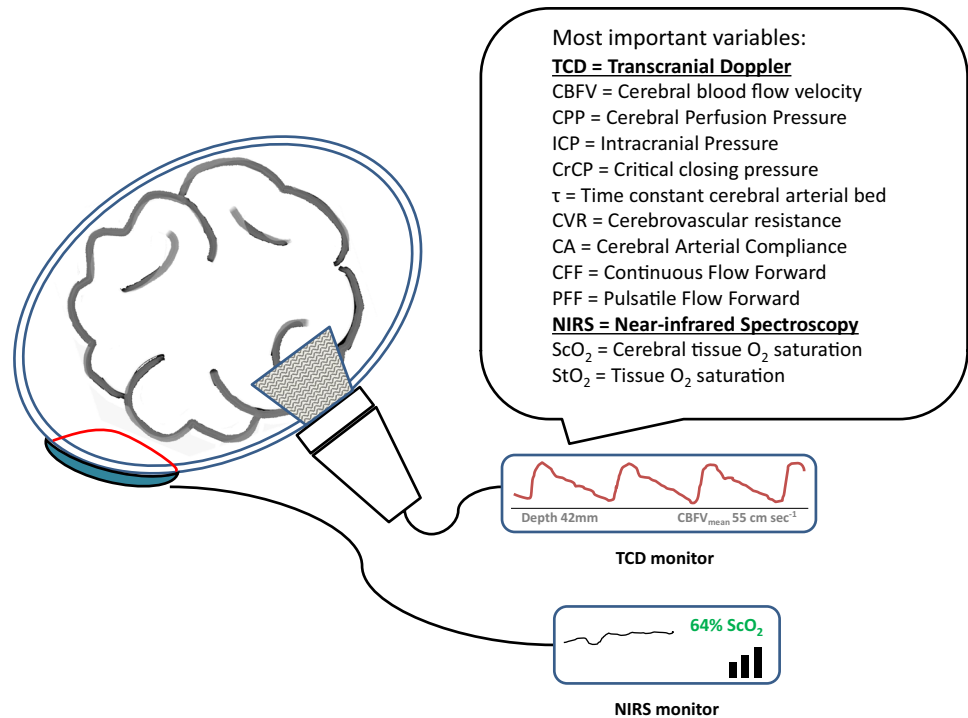 Most important variables:
TCD = Transcranial Doppler
CBFV = Cerebral blood flow velocity
CPP = Cerebral Perfusion Pressure
ICP = Intracranial Pressure
CrCP = Critical closing pressure
τ = Time constant cerebral arterial bed
CVR = Cerebrovascular resistance
CA = Cerebral Arterial Compliance
CFF = Continuous Flow Forward
PFF = Pulsatile Flow Forward
NIRS = Near-infrared Spectroscopy
ScO₂ = Cerebral tissue O₂ saturation
StO₂ = Tissue O₂ saturation
Depth 42mm CBFVmean 55 cm sec⁻¹
TCD monitor
64% ScO₂
NIRS monitor